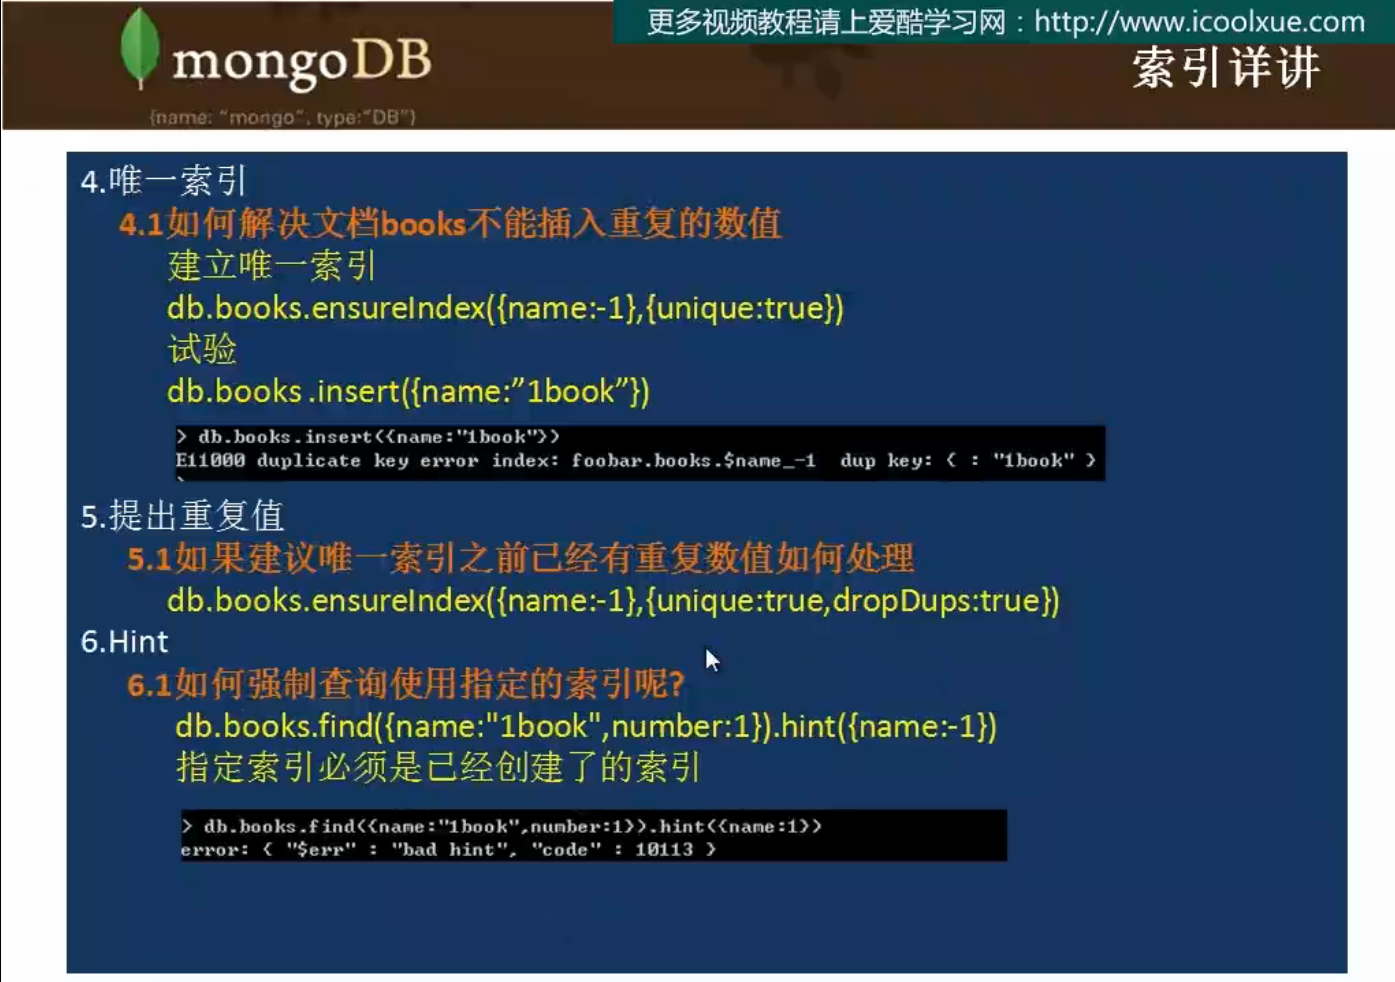 更多视频教程请上爱酷学习网：http://www.icoolxue.com
mongoDB
索引详讲
{name: "mongo", type:"DB"}
4.唯一索引
4.1如何解决文档books不能插入重复的数值
建立唯一索引
db.books.ensureIndex({name:-1},{unique:true})
试验
db.books .insert({name:”1book”})
> db.books.insert({name:"1book"})
E11000 duplicate key error index: foobar.books.$name_-1  dup key: { : "1book" }
5.提出重复值
5.1如果建议唯一索引之前已经有重复数值如何处理
db.books.ensureIndex({name:-1},{unique:true,dropDups:true})
6.Hint
6.1如何强制查询使用指定的索引呢?
db.books.find({name:"1book",number:1}).hint({name:-1})
指定索引必须是已经创建了的索引
> db.books.find({name:"1book",number:1}).hint({name:1})
error: { "$err" : "bad hint", "code" : 10113 }